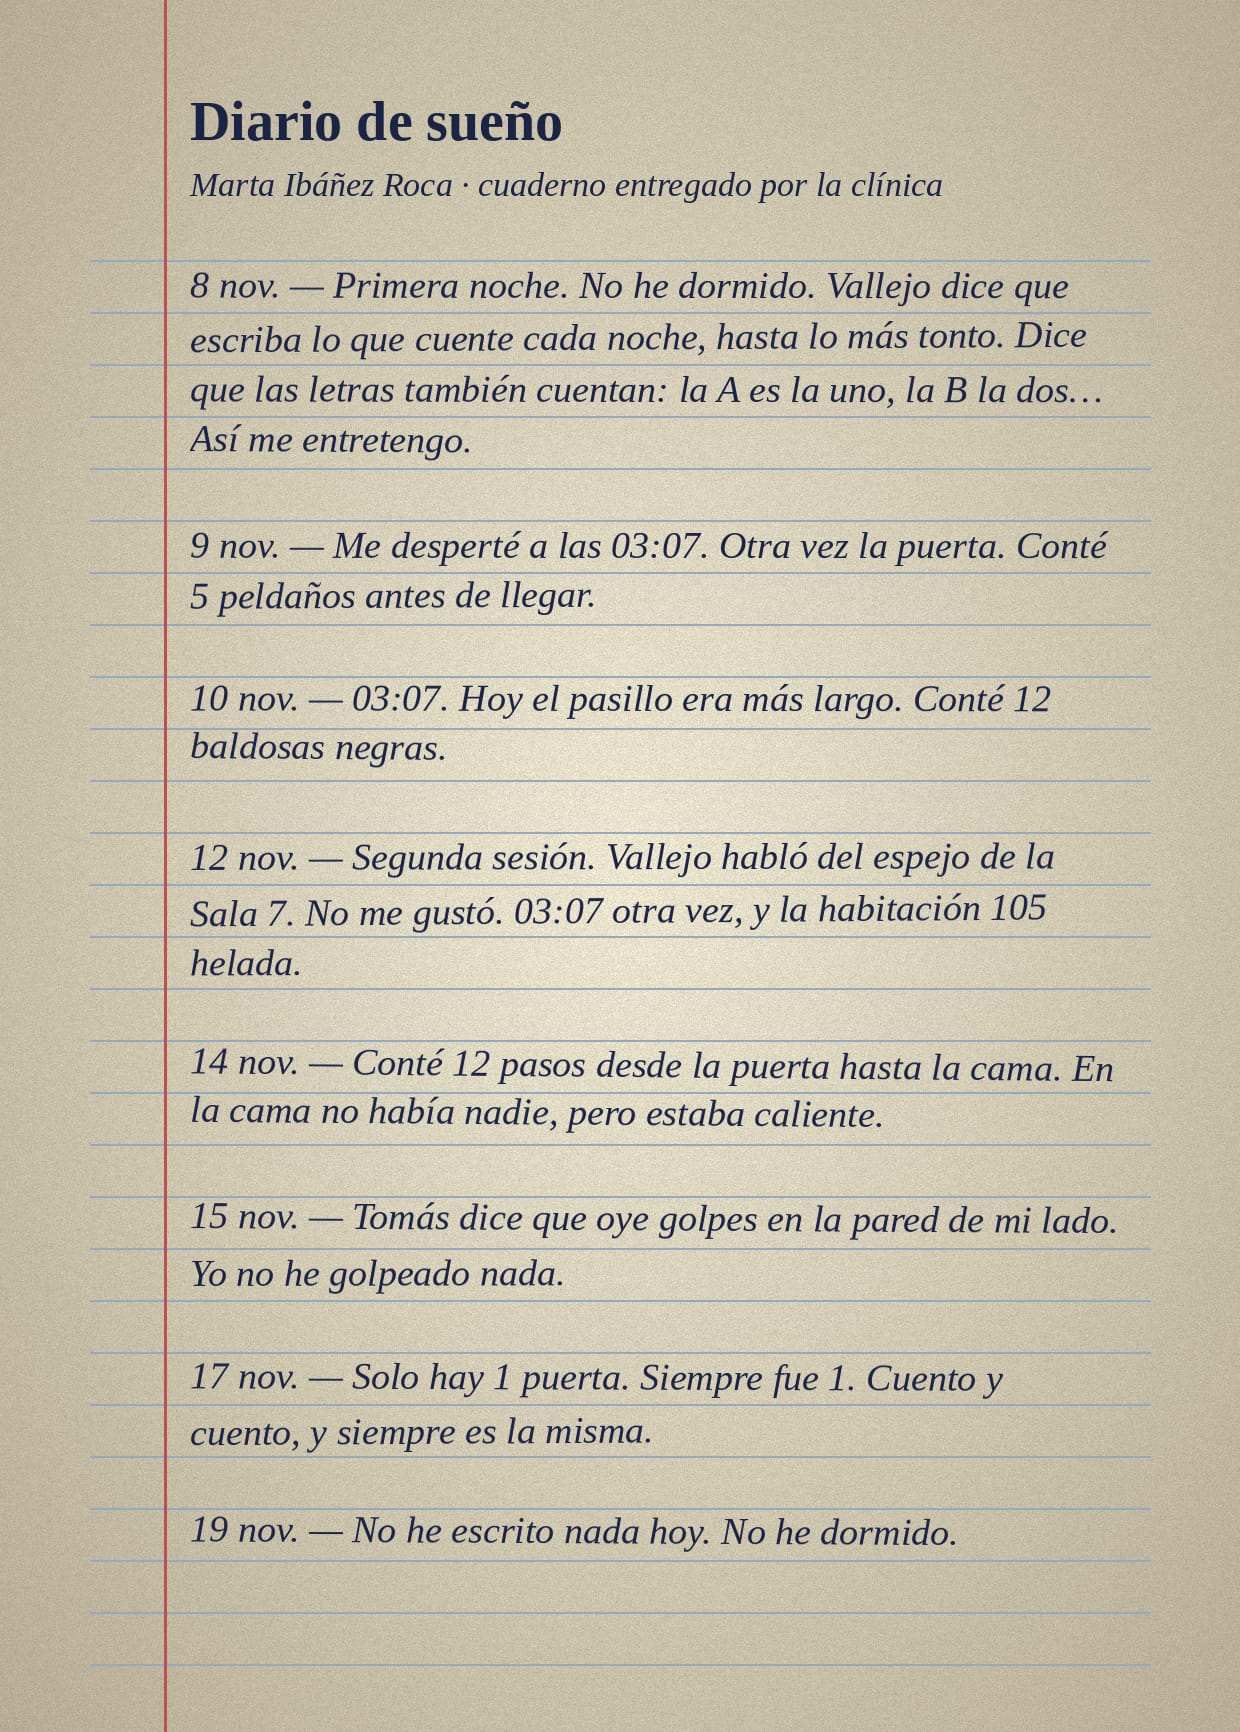 Diario de sueño
Marta Ibáñez Roca · cuaderno entregado por la clínica
8 nov. — Primera noche. No he dormido. Vallejo dice que
escriba lo que cuente cada noche, hasta lo más tonto. Dice
que las letras también cuentan: la A es la uno, la B la dos…
Así me entretengo.
9 nov. — Me desperté a las 03:07. Otra vez la puerta. Conté
5 peldaños antes de llegar.
10 nov. — 03:07. Hoy el pasillo era más largo. Conté 12
baldosas negras.
12 nov. — Segunda sesión. Vallejo habló del espejo de la
Sala 7. No me gustó. 03:07 otra vez, y la habitación 105
helada.
14 nov. — Conté 12 pasos desde la puerta hasta la cama. En
la cama no había nadie, pero estaba caliente.
15 nov. — Tomás dice que oye golpes en la pared de mi lado.
Yo no he golpeado nada.
17 nov. — Solo hay 1 puerta. Siempre fue 1. Cuento y
cuento, y siempre es la misma.
19 nov. — No he escrito nada hoy. No he dormido.